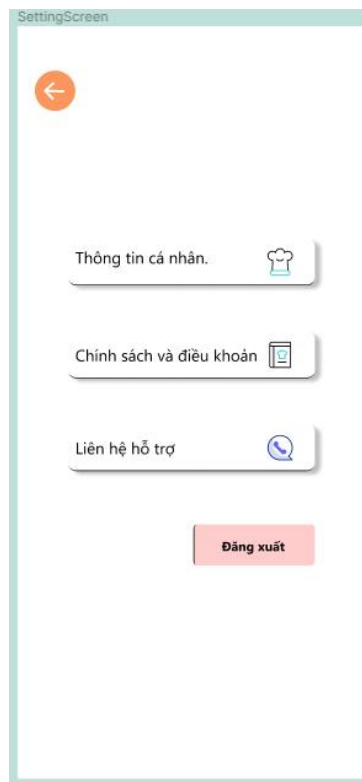 SettingScreen
Thông tin cá nhân.
Chính sách và điều khoản
Liên hệ hỗ trợ
Đăng xuất